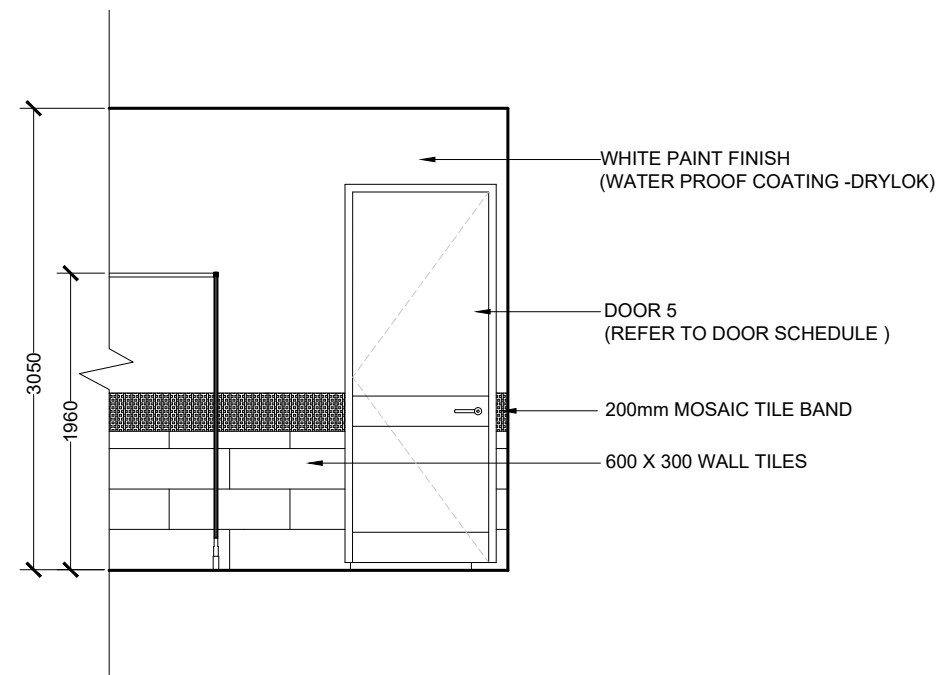 WHITE PAINT FINISH
(WATER PROOF COATING -DRYLOK)
DOOR 5
(REFER TO DOOR SCHEDULE )
3050
1960
200mm MOSAIC TILE BAND
600 X 300 WALL TILES